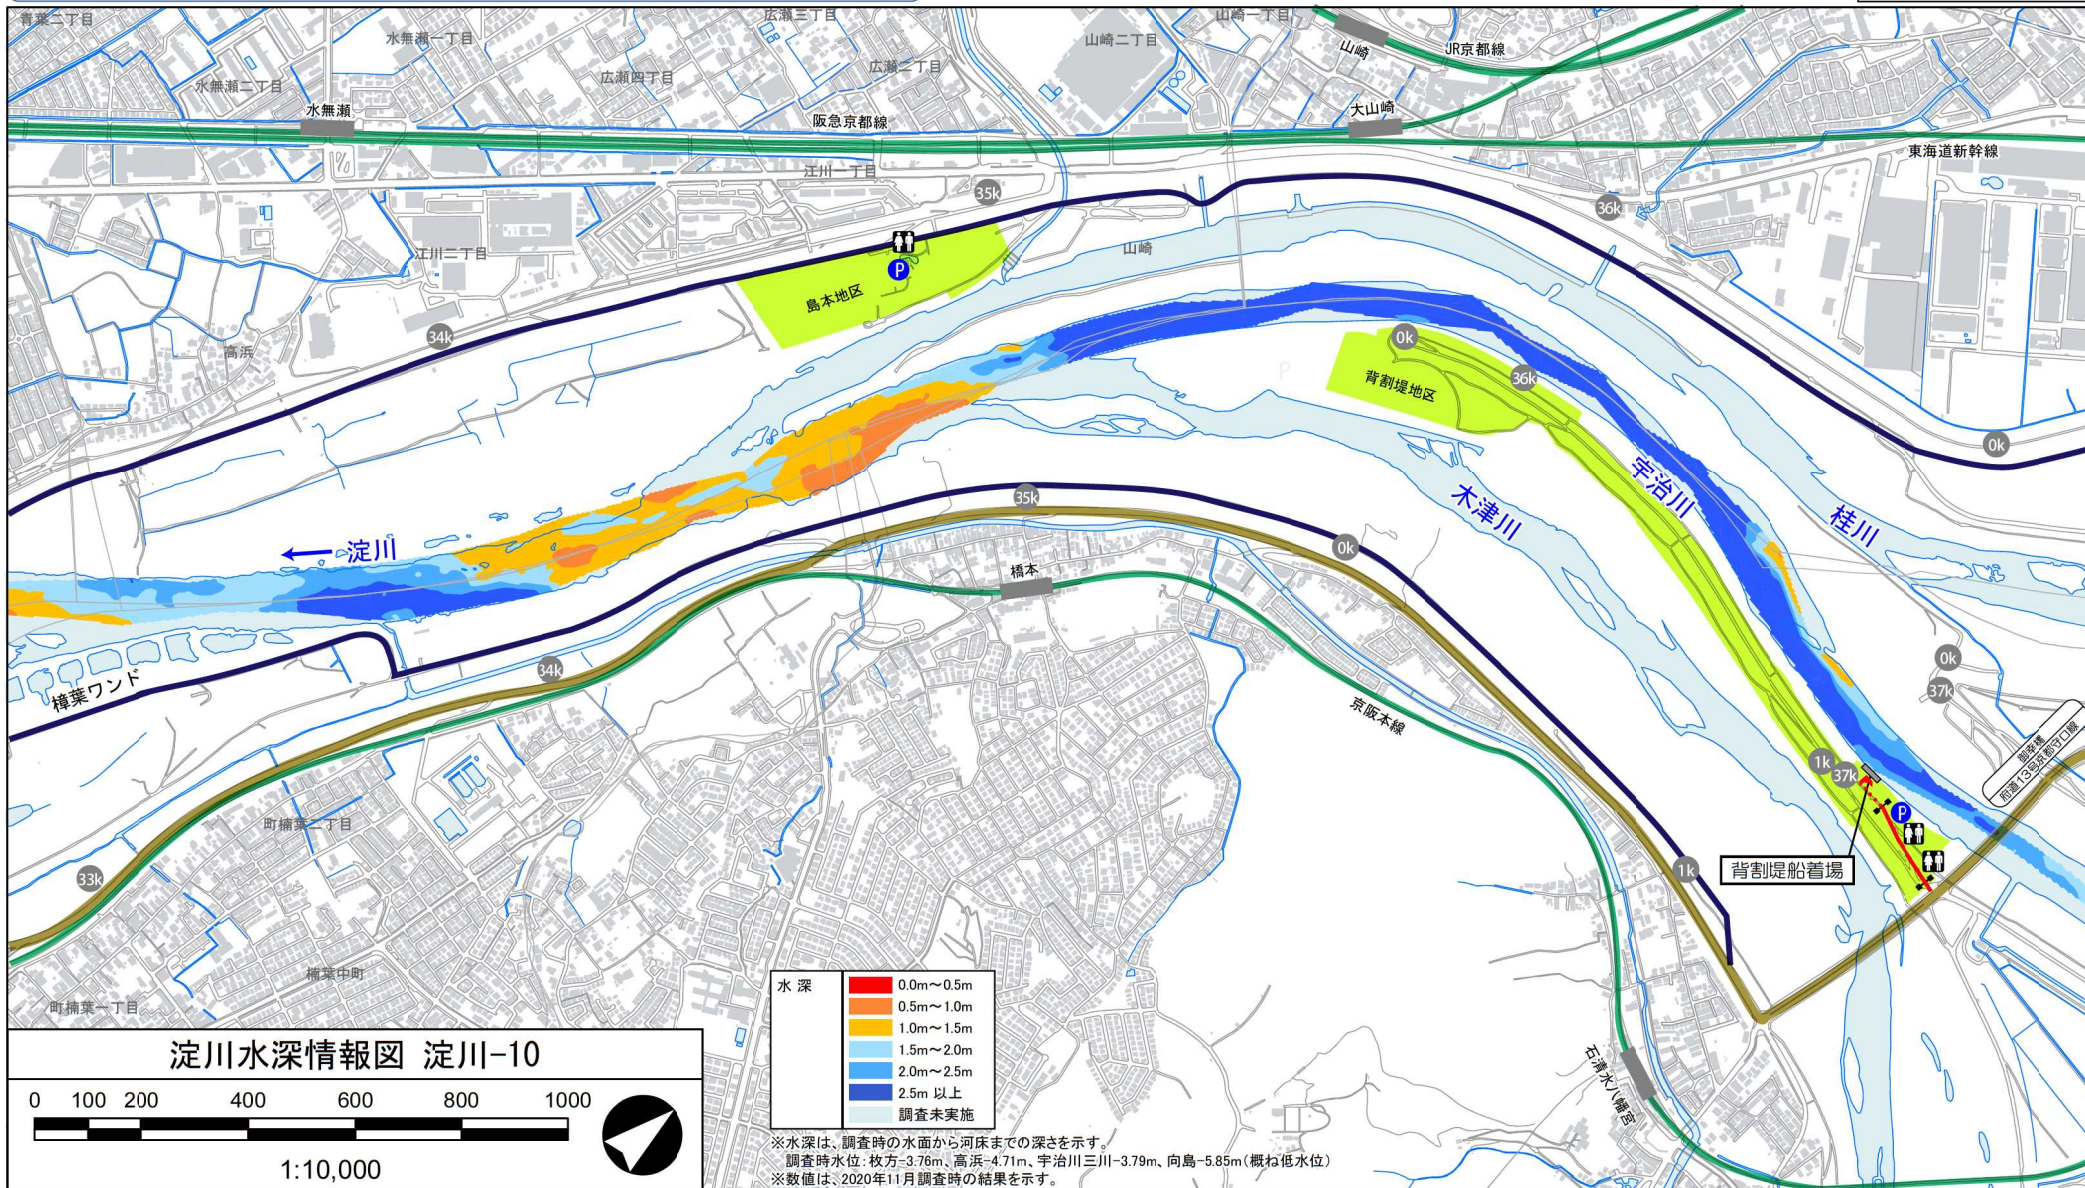 青葉二丁目
水無瀬一丁目
広瀬三丁目
水無瀬二丁目
広瀬四丁目
広瀬二丁目
山崎二丁目
山崎一丁目
山崎
JR京都線
水無瀬
阪急京都線
大山崎
東海道新幹線
江川一丁目
35k
36k
江川二丁目
山崎
P
島本地区
34k
高浜
0k
P
背割堤地区
36k
0k
宇治川
木津川
桂川
35k
淀川
0k
橋本
34k
樟葉ワンド
京阪本線
0k
37k
御幸橋
府道13号京都守口線
1k
37k
P
町楠葉二丁目
33k
1k
背割堤船着場
楠葉中町
町楠葉一丁目
石清水八幡宮
水 深
0.0m～0.5m
0.5m～1.0m
1.0m～1.5m
1.5m～2.0m
2.0m～2.5m
2.5m 以上
調査未実施
※水深は、調査時の水面から河床までの深さを示す。
調査時水位：枚方-3.76m、高浜-4.71m、宇治川三川-3.79m、向島-5.85m（概ね低水位）
※数値は、2020年11月調査時の結果を示す。
淀川水深情報図 淀川-10
0 100 200 400 600 800 1000
1:10,000